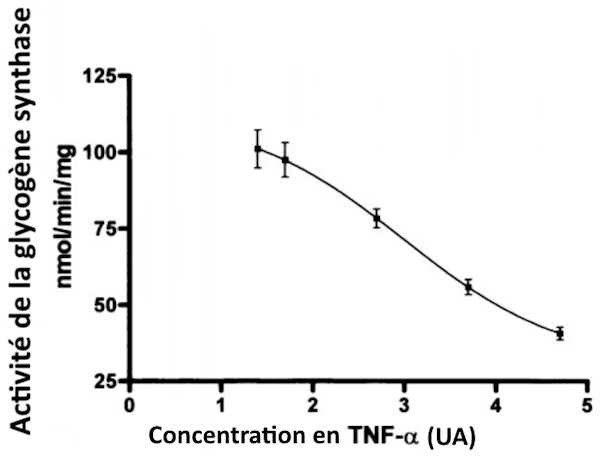 Activité de la glycogène synthase
nmol/min/mg
125
100
75
50
25
0 1 2 3 4 5
Concentration en TNF-α (UA)